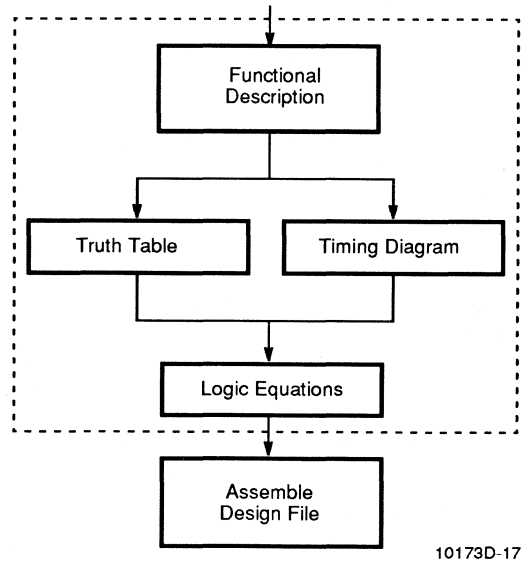 Functional
Description
Truth Table
Timing Diagram
Logic Equations
Assemble
Design File
10173D-17